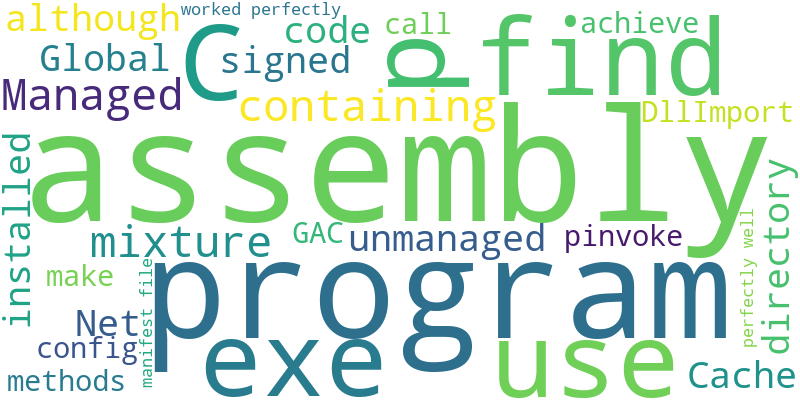 although
worked perfectly
C
code
call
p
find
achieve
Global
signed
Managed
containing
DllImport
assembly
installed
mixture
GAC
unmanaged
pinvoke
directory
perfectly well
make
manifest file
program
Net
config
methods
exe
use
Cache